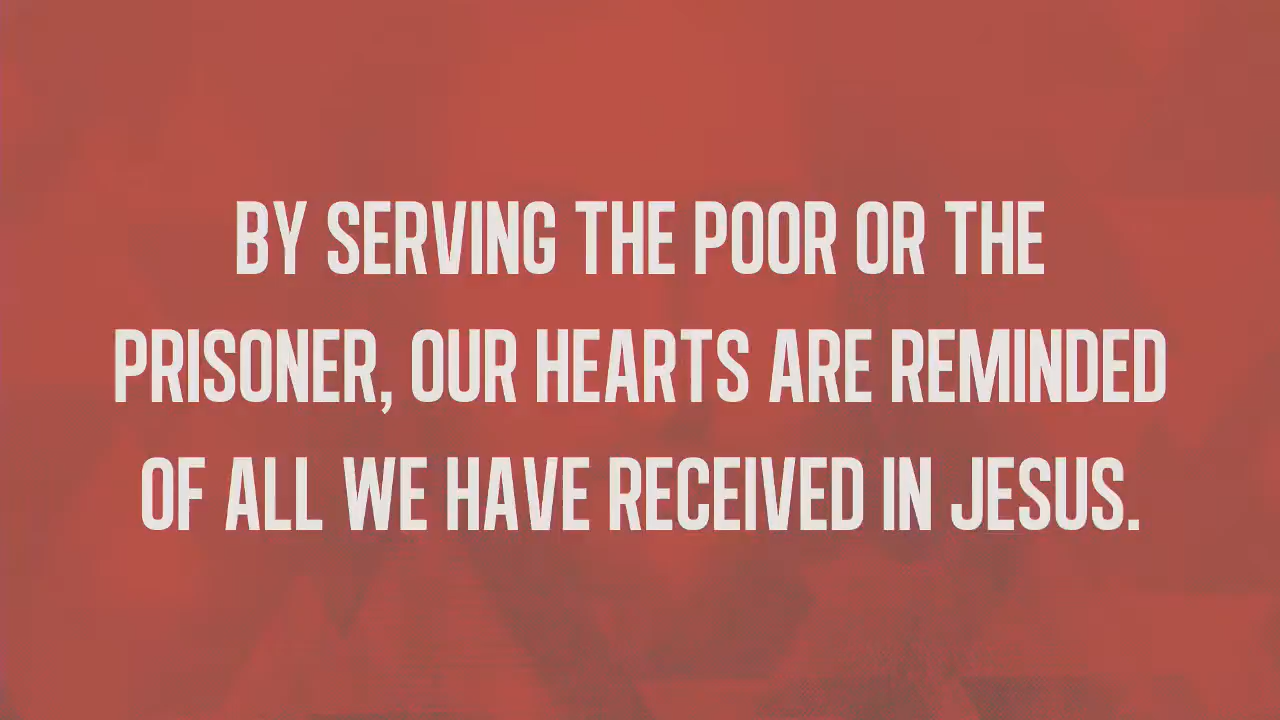 BY SERVING THE POOR OR THE
PRISONER, OUR HEARTS ARE REMINDED
OF ALL WE HAVE RECEIVED IN JESUS.